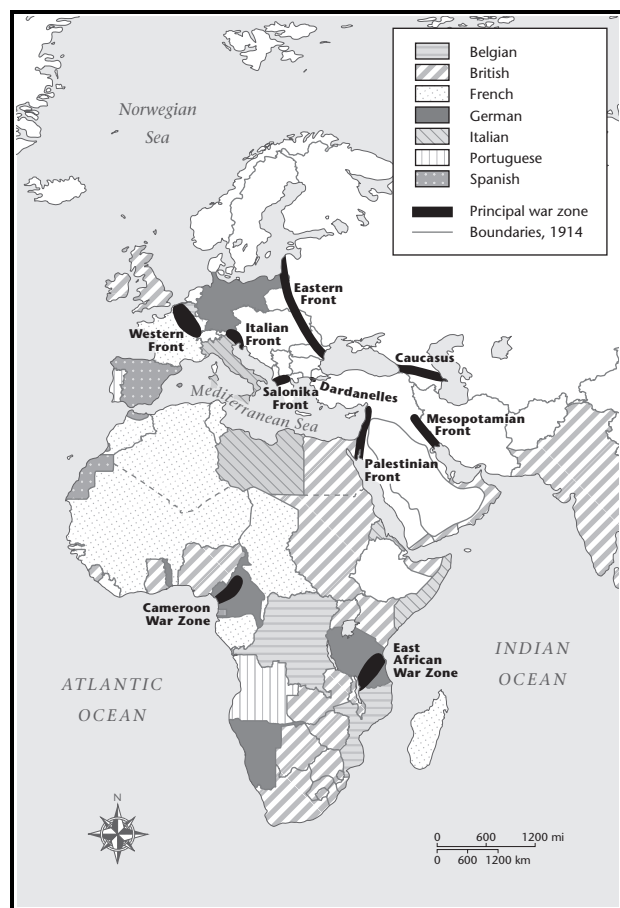 Belgian
British
French
German
Italian
Portuguese
Spanish
Principal war zone
Boundaries, 1914
Norwegian
Sea
Eastern
Front
Western
Front
Italian
Front
Caucasus
Salonika
Front
Dardanelles
Mediterranean Sea
Mesopotamian
Front
Palestinian
Front
Cameroon
War Zone
East
African
War Zone
INDIAN
OCEAN
ATLANTIC
OCEAN
N
0 600 1200 mi
0 600 1200 km